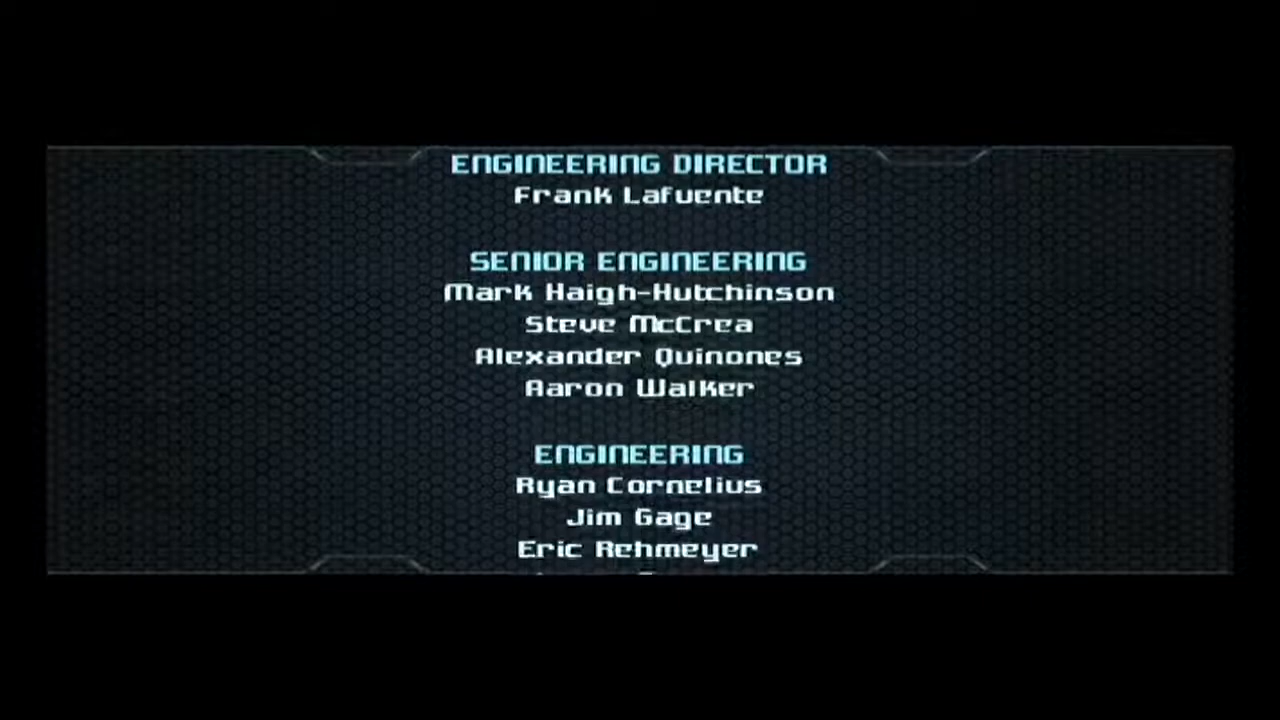 ENGINEERING DIRECTOR
Frank Lafuente
SENIOR ENGINEERING
Mark Haigh-Hutchinson
Steve McCrea
Alexander Quinones
Aaron Walker
ENGINEERING
Ryan Cornelius
Jim Gage
Eric Rehmeyer